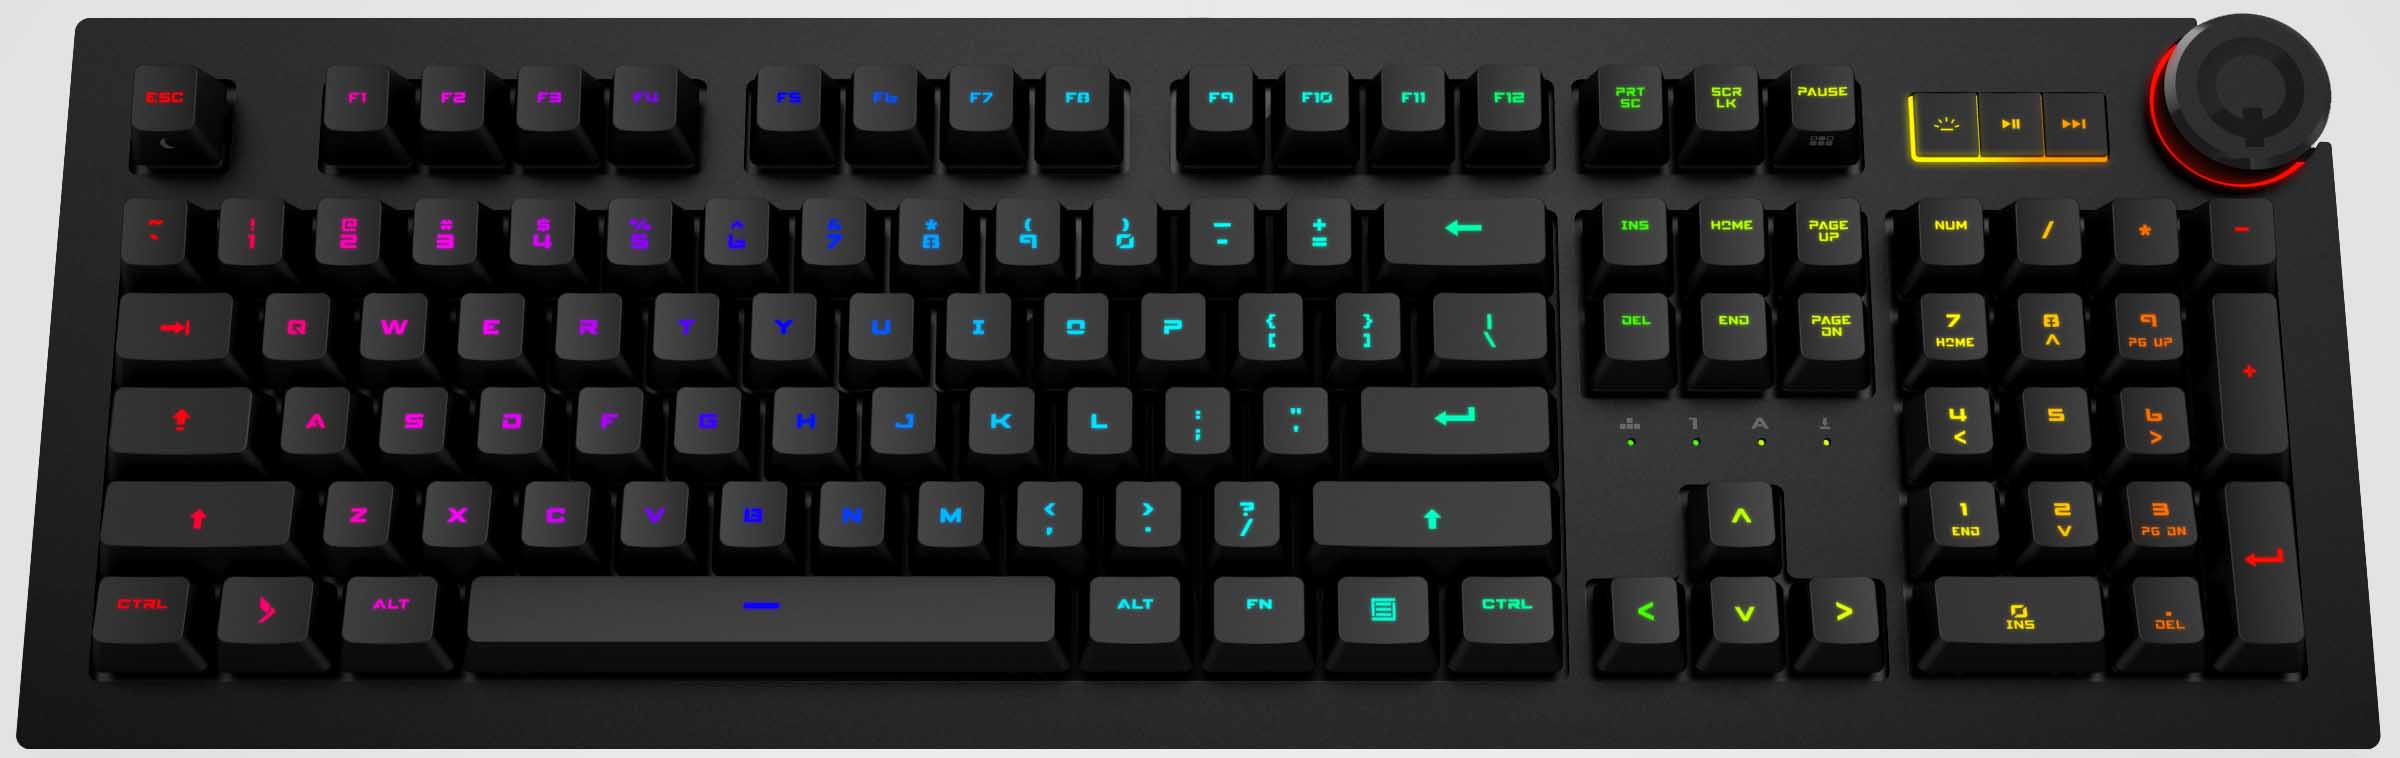 ESC F1 F2 F3 F4 F5 F6 F7 F8 F9 F10 F11 F12 PRT SCR PAUSE
SC LK
~ ! @ # $ % ^ & * ( ) _ + INS HOME PAGE NUM / * -
` 1 2 3 4 5 6 7 8 9 0 - = UP
Q W E R T Y U I O P { } | DEL END PAGE 7 8 9
[ ] \ DN HOME ^ PG UP
A S D F G H J K L : " 1 A 4 5 6 +
; ' < >
Z X C V B N M < > ? ^ 1 2 3
, . / END v PG DN
CTRL ALT ALT FN CTRL < v > 0 .
INS DEL